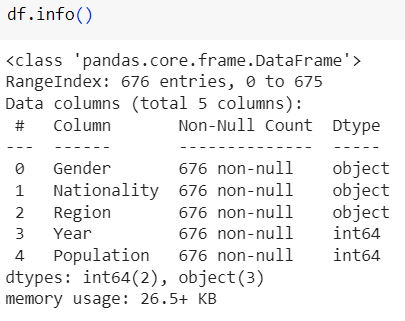 df.info()
<class 'pandas.core.frame.DataFrame'>
RangeIndex: 676 entries, 0 to 675
Data columns (total 5 columns):
 #   Column       Non-Null Count  Dtype
---  ------       --------------  -----
 0   Gender       676 non-null    object
 1   Nationality  676 non-null    object
 2   Region       676 non-null    object
 3   Year         676 non-null    int64
 4   Population   676 non-null    int64
dtypes: int64(2), object(3)
memory usage: 26.5+ KB